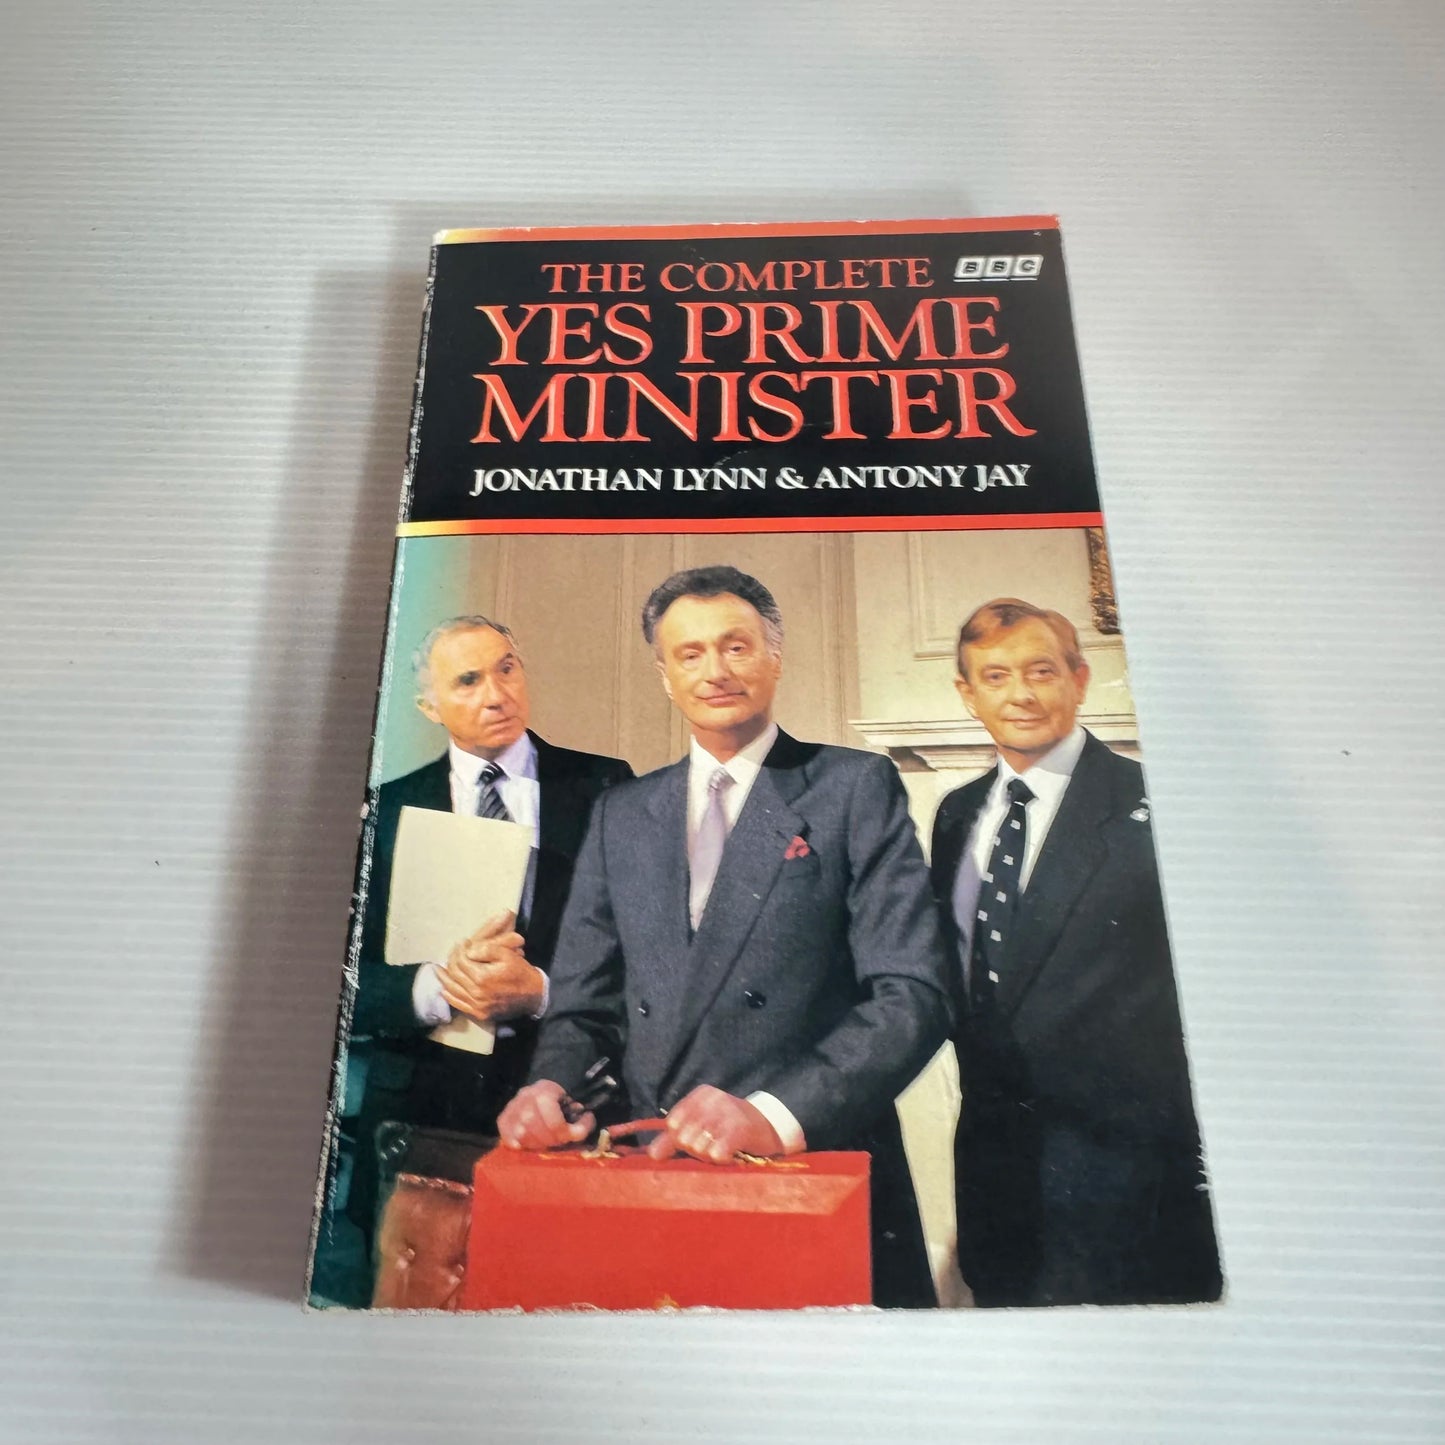 THE COMPLETE BBC
YES PRIME
MINISTER
JONATHAN LYNN & ANTONY JAY